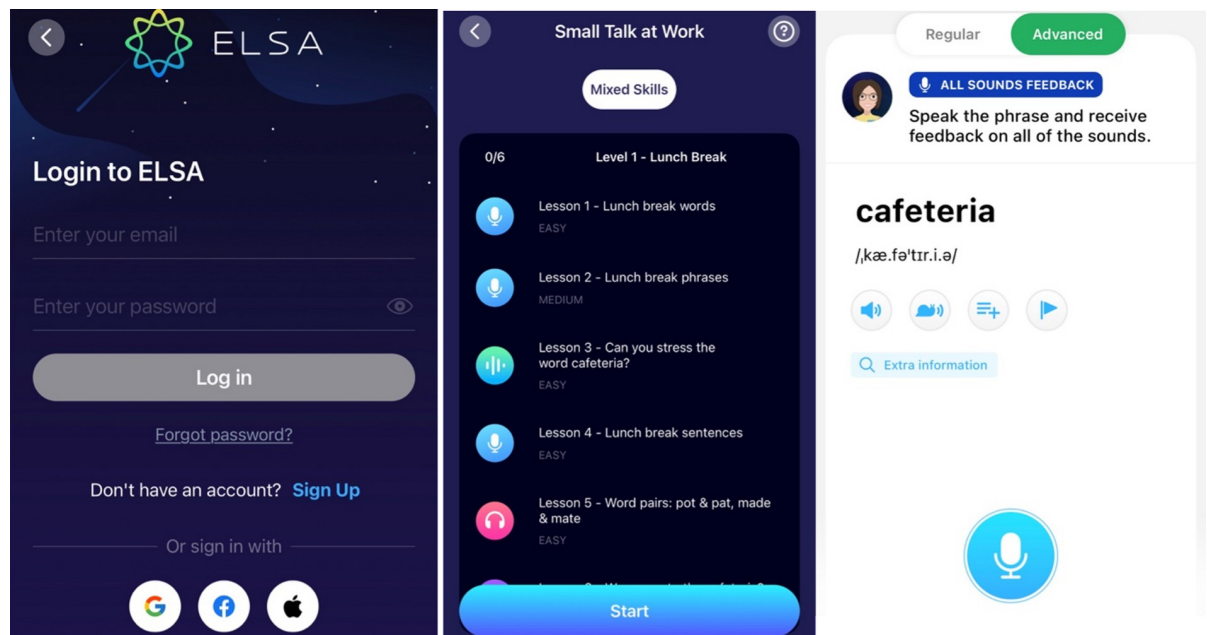 ELSA
Login to ELSA
Enter your email
Enter your password
Log in
Forgot password?
Don't have an account? Sign Up
Or sign in with
Small Talk at Work
Mixed Skills
0/6 Level 1 - Lunch Break
Lesson 1 - Lunch break words
EASY
Lesson 2 - Lunch break phrases
MEDIUM
Lesson 3 - Can you stress the
word cafeteria?
EASY
Lesson 4 - Lunch break sentences
EASY
Lesson 5 - Word pairs: pot & pat, made
& mate
EASY
Start
Regular Advanced
ALL SOUNDS FEEDBACK
Speak the phrase and receive
feedback on all of the sounds.
cafeteria
/ˌkæ.fəˈtɪr.i.ə/
Extra information